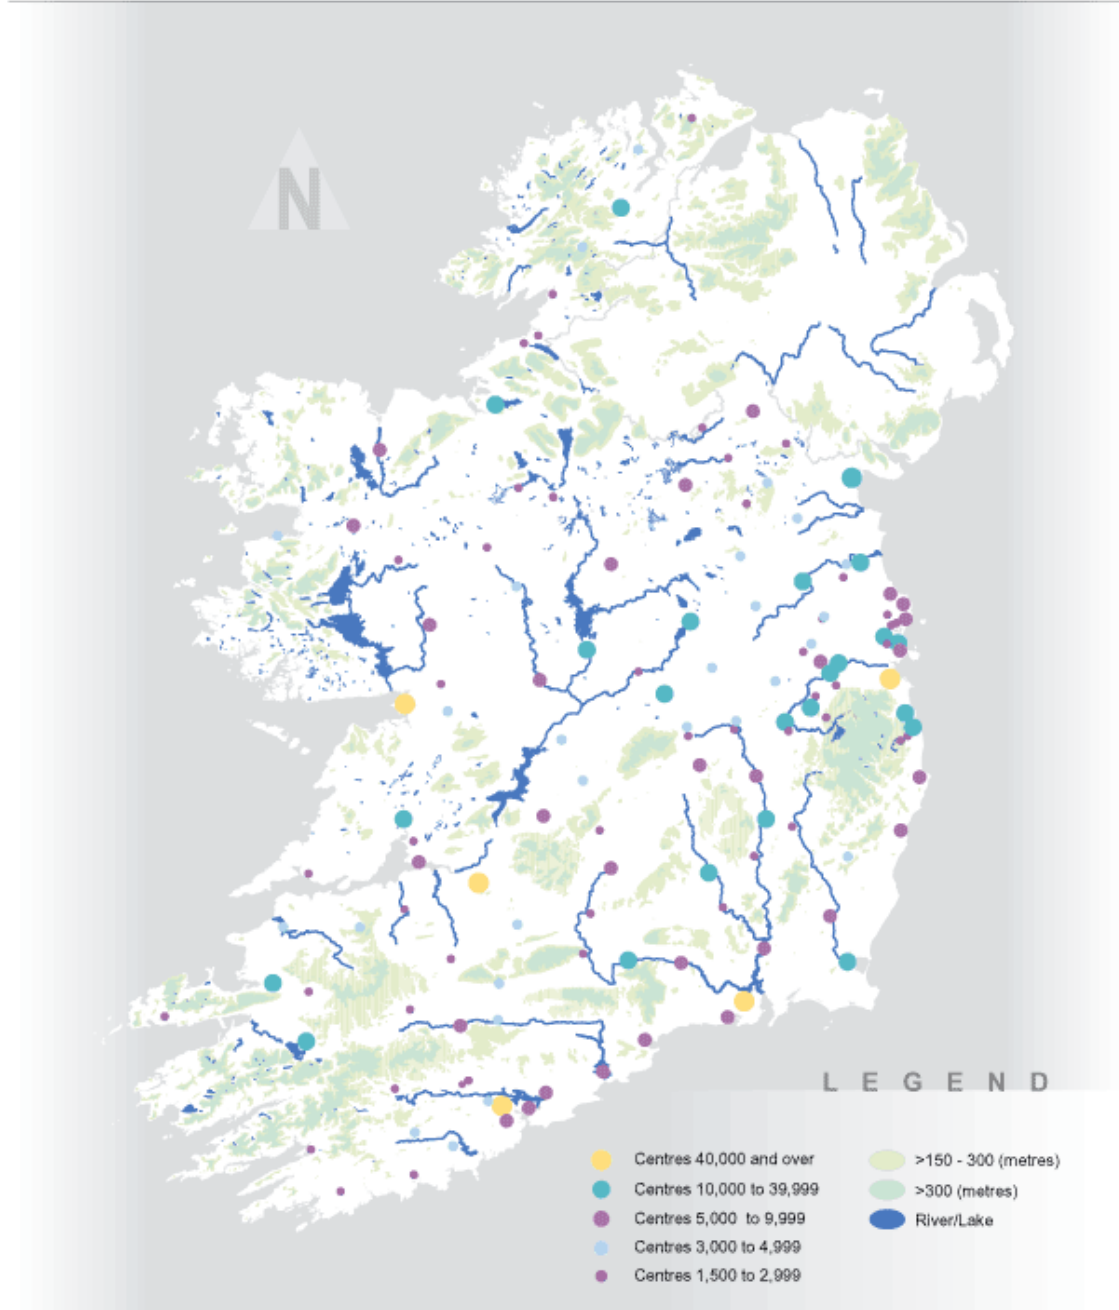 N
LEGEND
Centres 40,000 and over
Centres 10,000 to 39,999
Centres 5,000 to 9,999
Centres 3,000 to 4,999
Centres 1,500 to 2,999
>150 - 300 (metres)
>300 (metres)
River/Lake